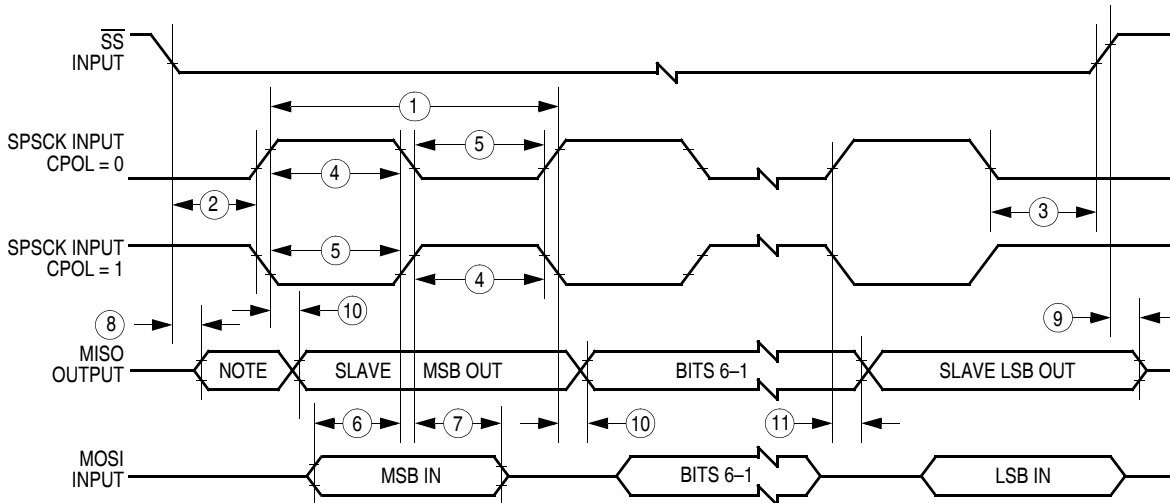 SS
INPUT
1
SPSCK INPUT
CPOL = 0
5
4
2
3
SPSCK INPUT
CPOL = 1
5
4
8
10
9
MISO
OUTPUT
NOTE
SLAVE
MSB OUT
BITS 6–1
SLAVE LSB OUT
6
7
10
11
MOSI
INPUT
MSB IN
BITS 6–1
LSB IN